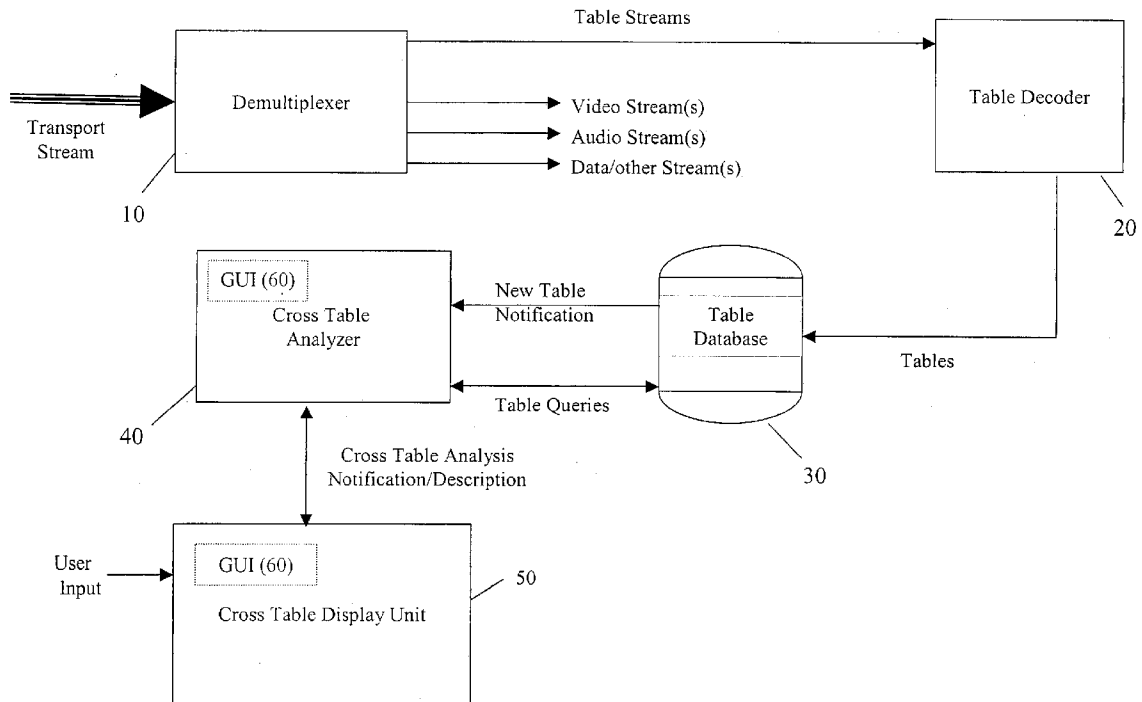 Table Streams
Demultiplexer
Table Decoder
Transport
Stream
Video Stream(s)
Audio Stream(s)
Data/other Stream(s)
10
20
GUI (60)
Cross Table
Analyzer
New Table
Notification
Table
Database
Tables
Table Queries
40
30
Cross Table Analysis
Notification/Description
User
Input
GUI (60)
50
Cross Table Display Unit